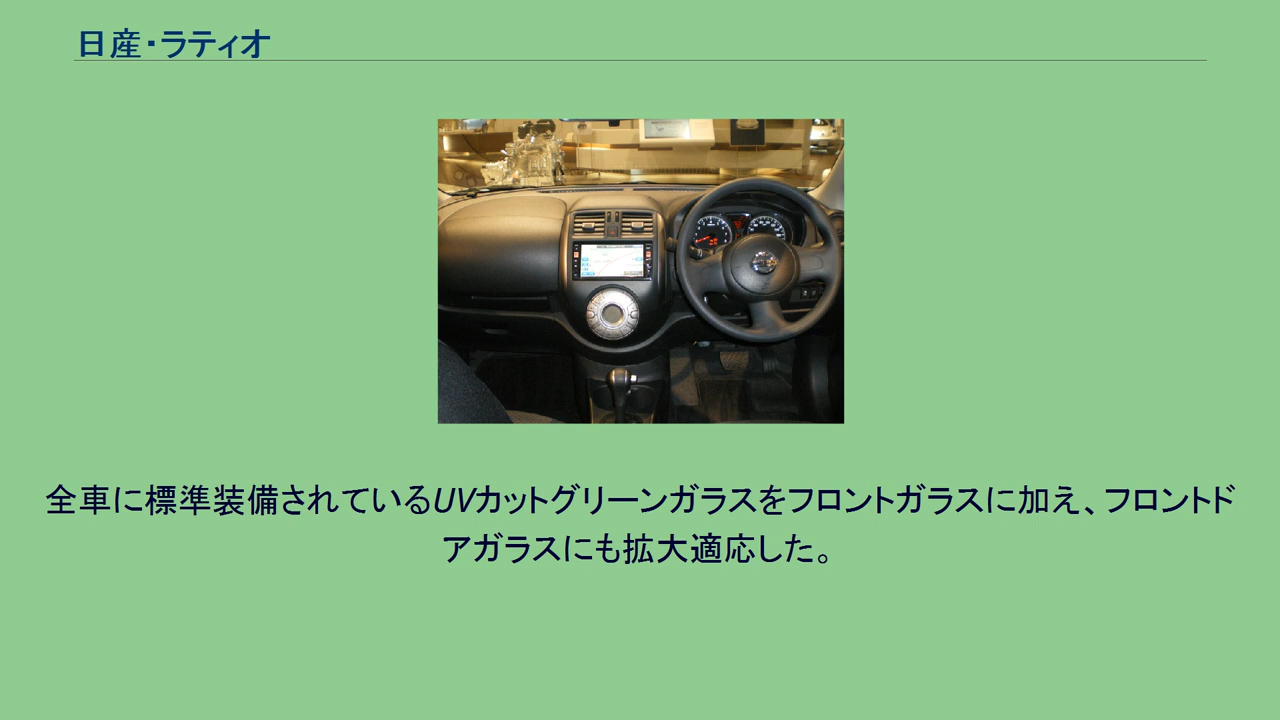 日産・ラティオ
全車に標準装備されているUVカットグリーンガラスをフロントガラスに加え、フロントド
アガラスにも拡大適応した。